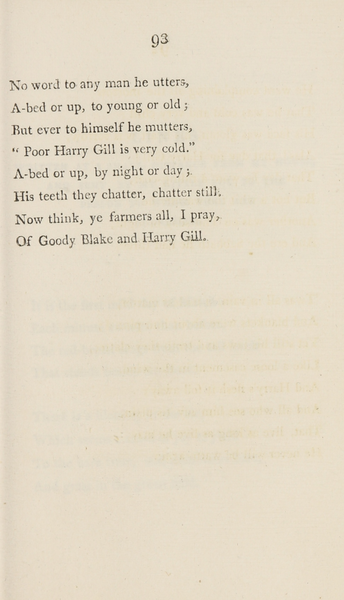 93
No word to any man he utters,
A-bed or up, to young or old;
But ever to himself he mutters,
“ Poor Harry Gill is very cold.”
A-bed or up, by night or day;
His teeth they chatter, chatter still.
Now think, ye farmers all, I pray,
Of Goody Blake and Harry Gill.